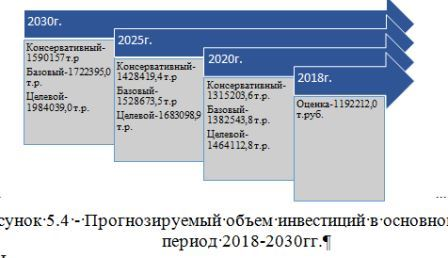 2030г.
Консервативный-
1590157т.р
Базовый-1722395,0
т.р.
Целевой-
1984039,0т.р.
2025г.
Консервативный-
1428419,4т.р
Базовый-
1528673,5т.р
Целевой-1683098,9
т.р.
2020г.
Консервативный-
1315203,6т.р.
Базовый-
1382543,8т.р.
Целевой-
1464112,8т.р.
2018г.
Оценка-1192212,0
т.руб.
сунок·5.4·-·Прогнозируемый·объем·инвестиций·в·основно
период·2018-2030гг.¶